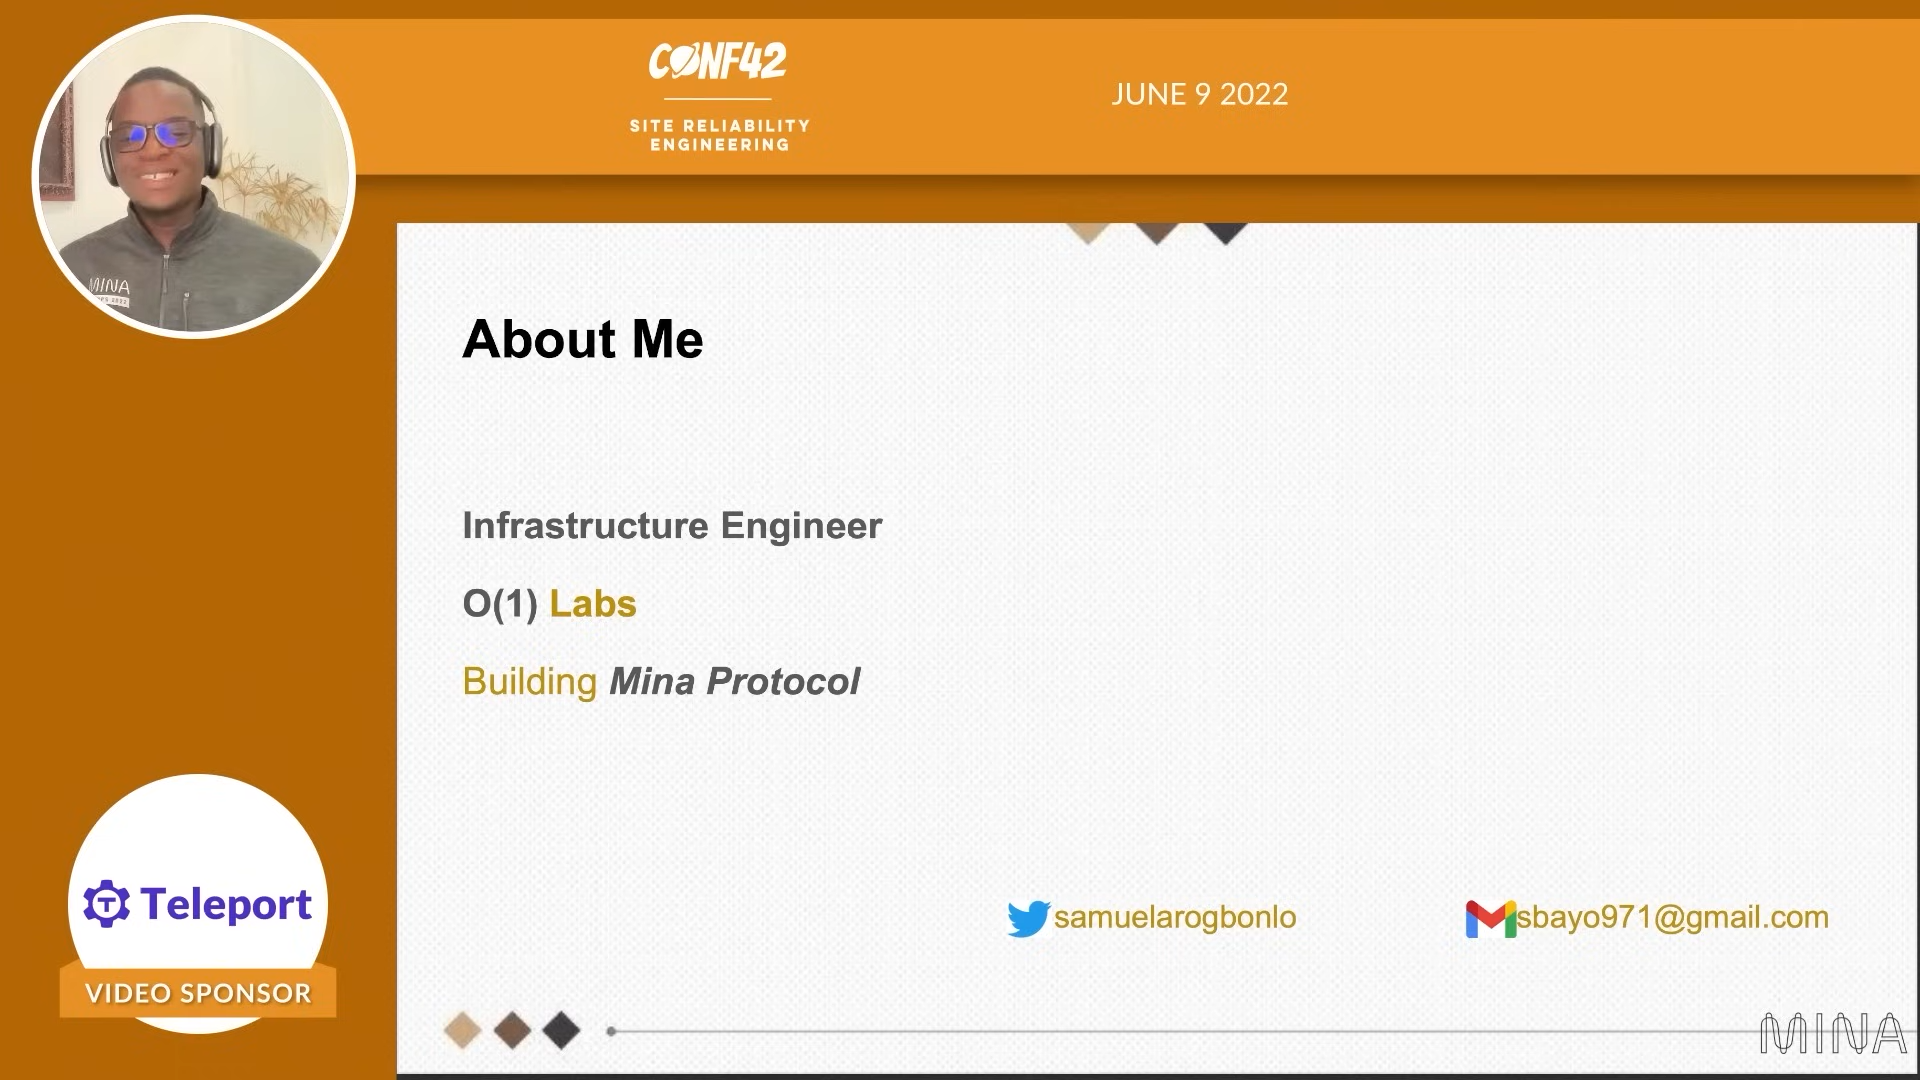 CONF42
SITE RELIABILITY
ENGINEERING
JUNE 9 2022
MINA
About Me
Infrastructure Engineer
O(1) Labs
Building Mina Protocol
samuelarogbonlo
sbayo971@gmail.com
Teleport
VIDEO SPONSOR
MINA